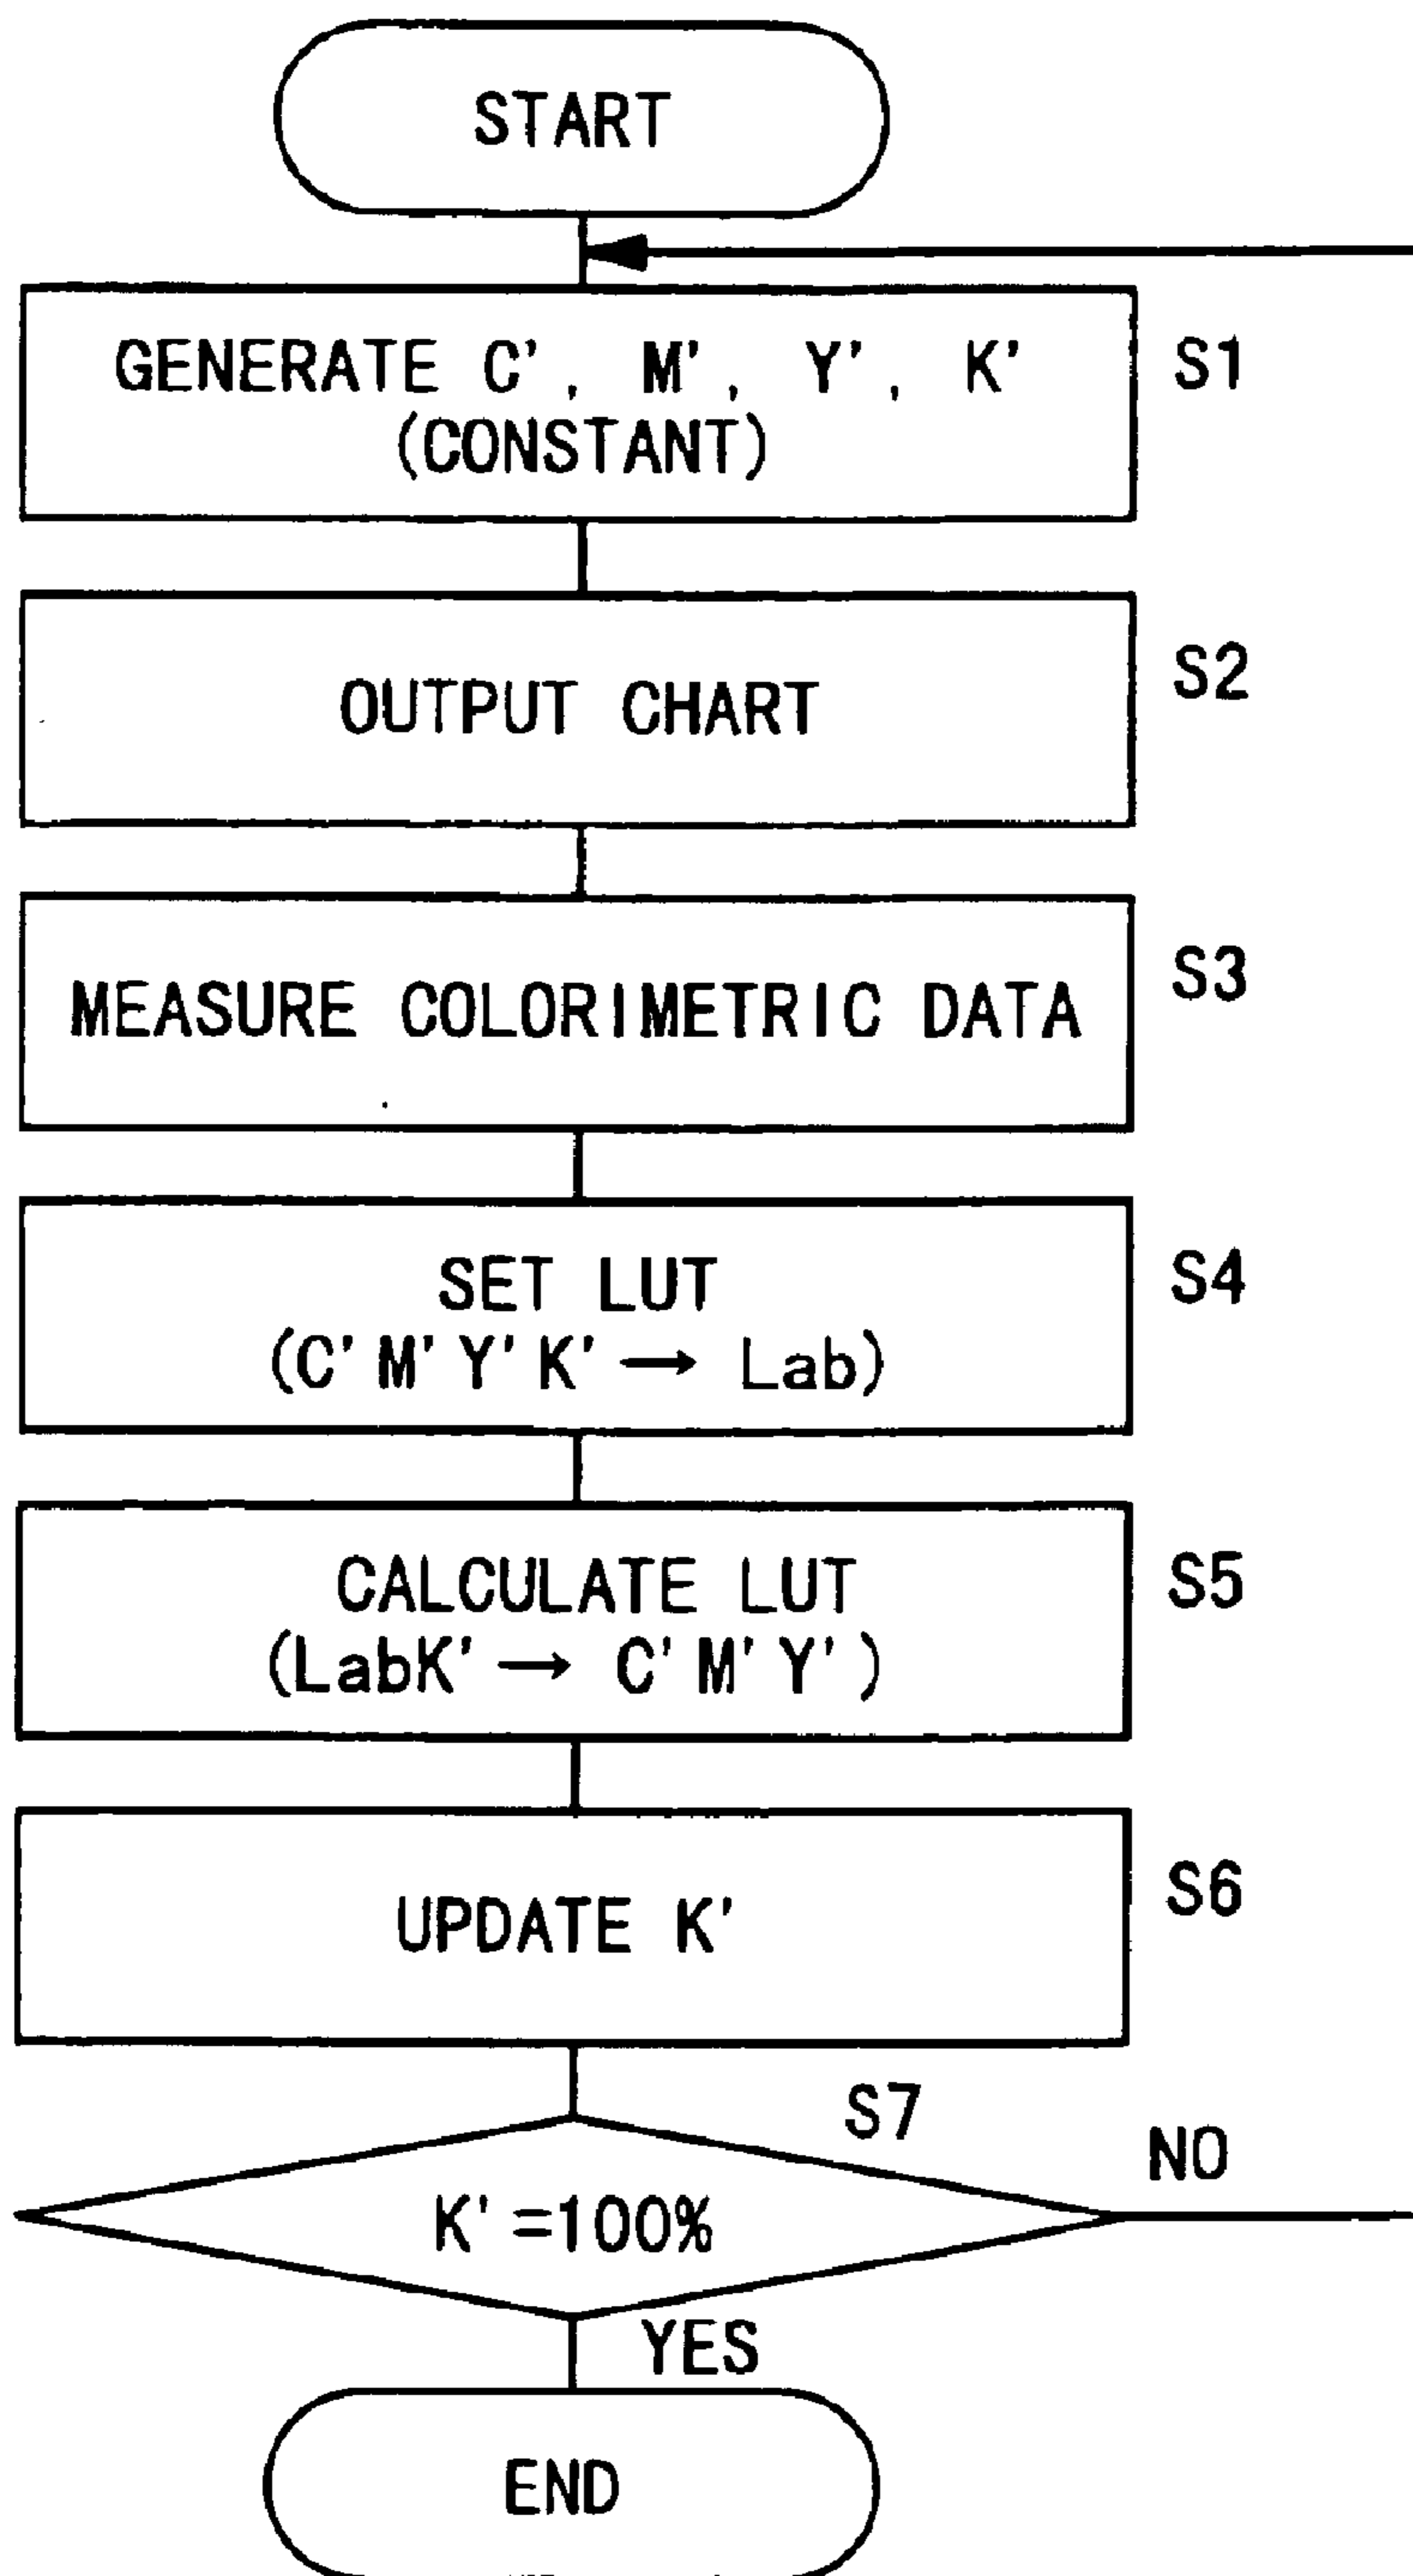 START
GENERATE C', M', Y', K'
(CONSTANT)
S1
OUTPUT CHART
S2
MEASURE COLORIMETRIC DATA
S3
SET LUT
(C'M'Y'K' → Lab)
S4
CALCULATE LUT
(LabK' → C'M'Y')
S5
UPDATE K'
S6
S7
K'=100%
NO
YES
END